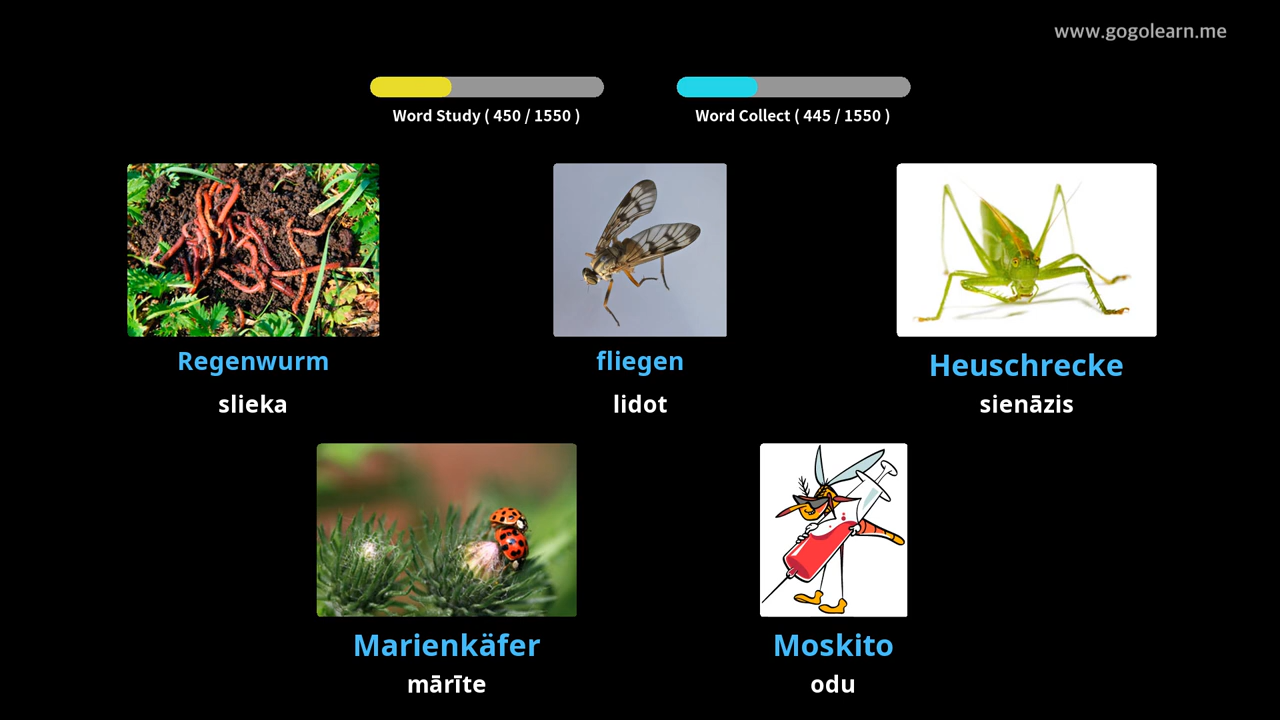 www.gogolearn.me
Word Study ( 450 / 1550 )
Word Collect ( 445 / 1550 )
Regenwurm
fliegen
Heuschrecke
slieka
lidot
sienāzis
Marienkäfer
Moskito
mārīte
odu